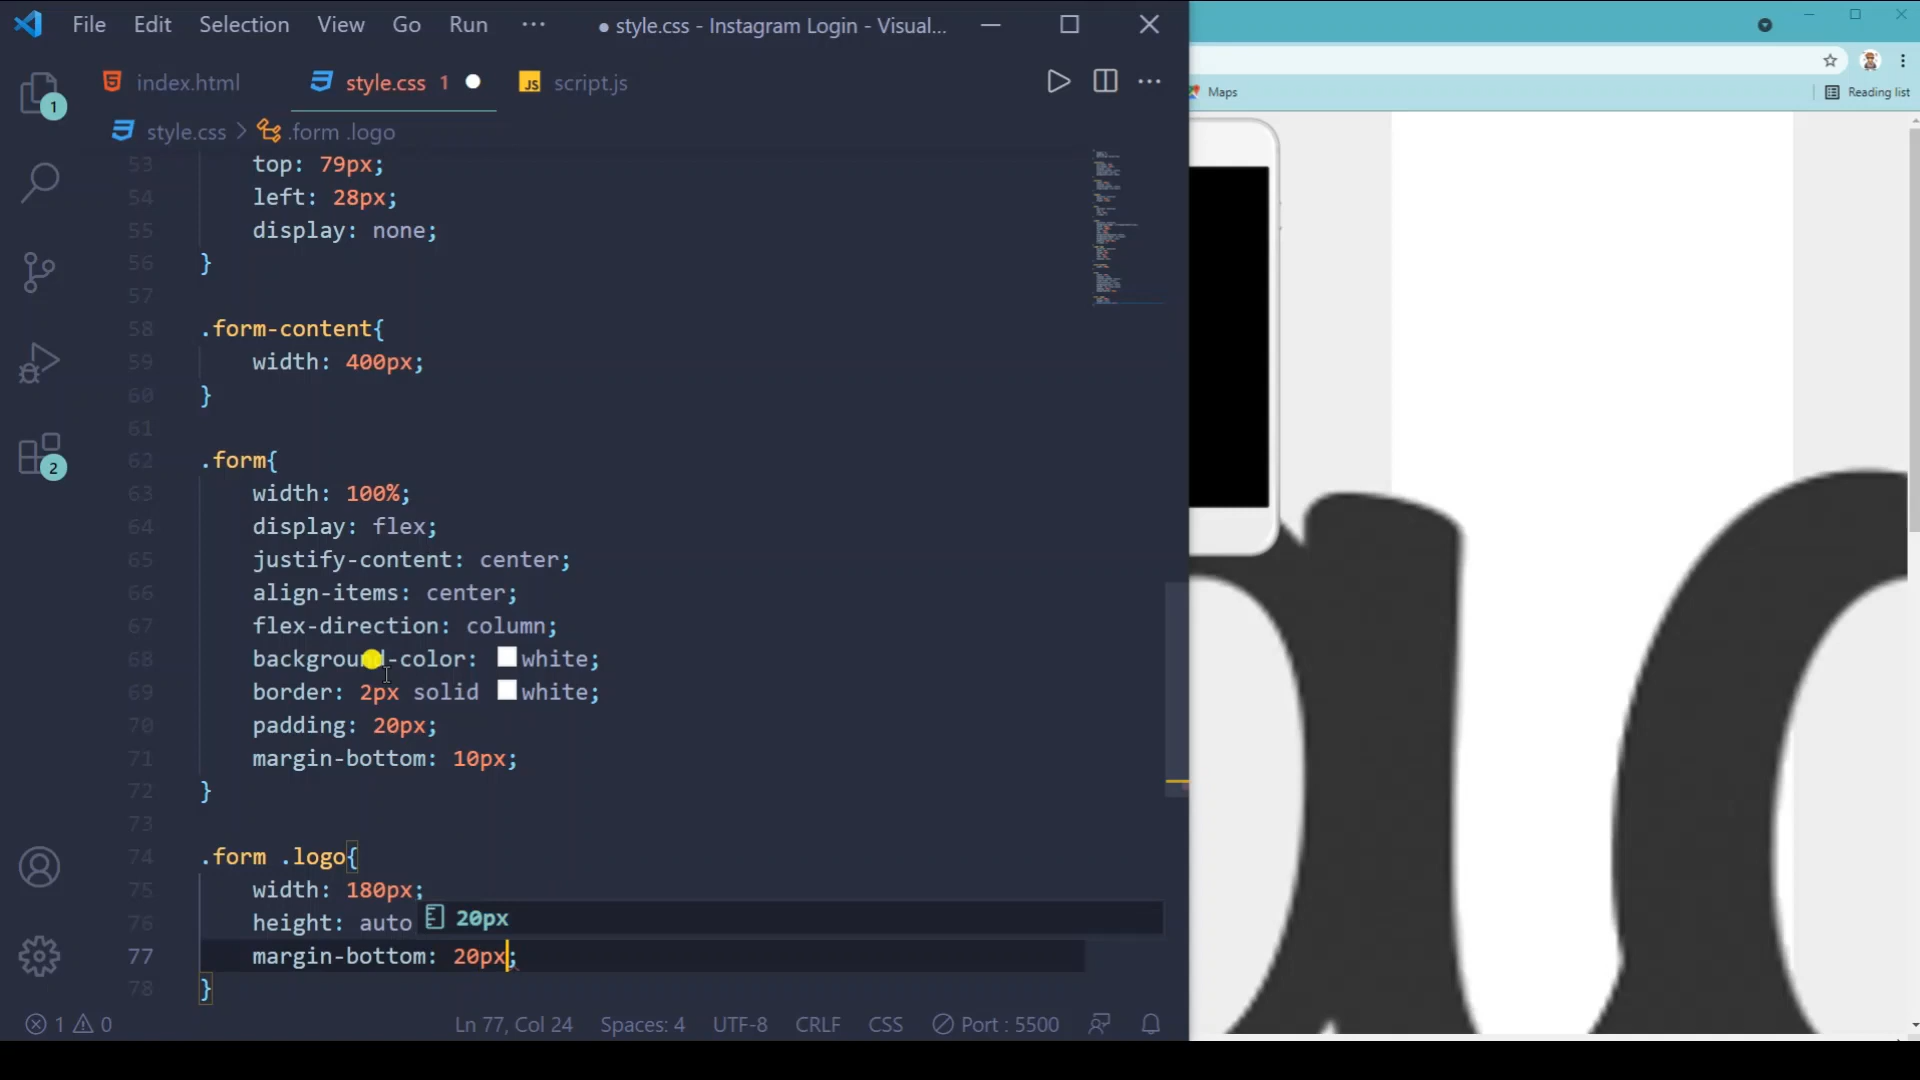 File Edit Selection View Go Run ··· ● style.css - Instagram Login - Visual...
index.html style.css 1 ● JS script.js
style.css > .form .logo
Maps Reading list
53 top: 79px;
54 left: 28px;
55 display: none;
56 }
57
58 .form-content{
59 width: 400px;
60 }
61
62 .form{
63 width: 100%;
64 display: flex;
65 justify-content: center;
66 align-items: center;
67 flex-direction: column;
68 background-color: white;
69 border: 2px solid white;
70 padding: 20px;
71 margin-bottom: 10px;
72 }
73
74 .form .logo{
75 width: 180px;
76 height: auto 20px
77 margin-bottom: 20px;
78 }
1
2
1 0 Ln 77, Col 24 Spaces: 4 UTF-8 CRLF CSS Port : 5500